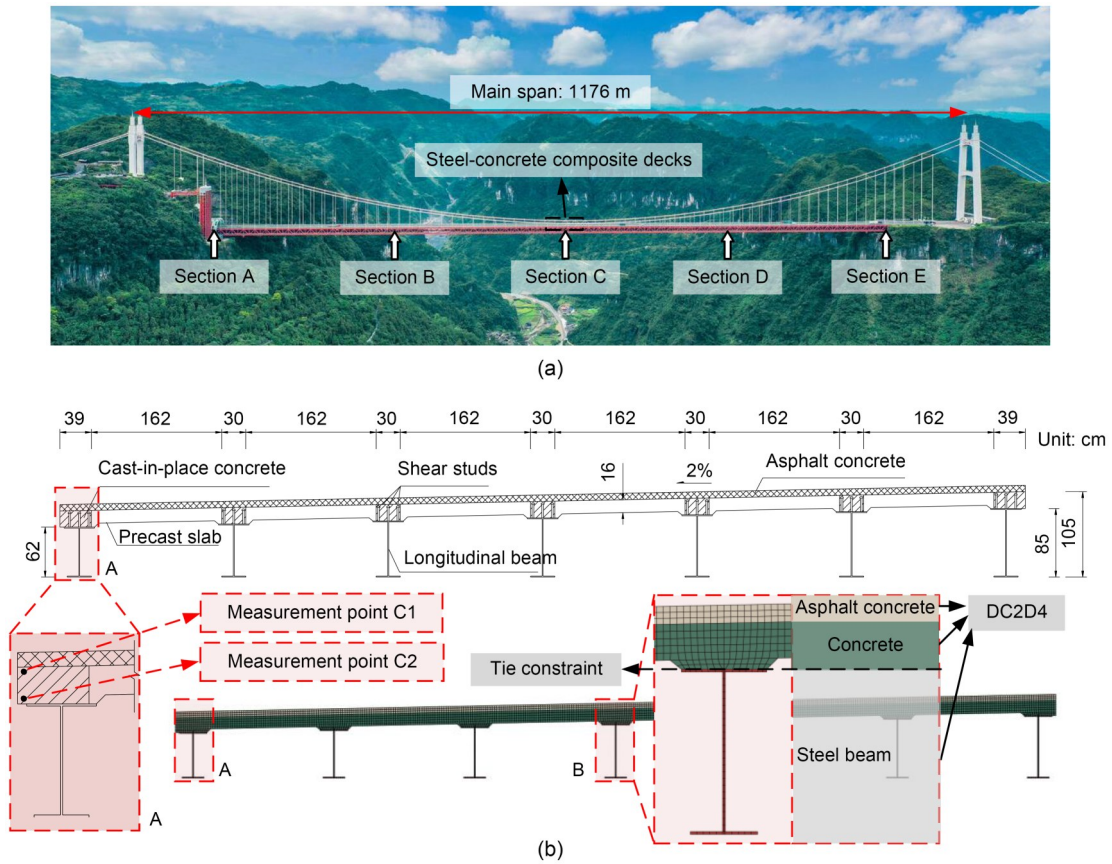 Main span: 1176 m
Steel-concrete composite decks
Section A
Section B
Section C
Section D
Section E
(a)
39 162 30 162 30 162 30 162 30 162 30 162 39
Unit: cm
Cast-in-place concrete
Shear studs
16
2%
Asphalt concrete
Precast slab
Longitudinal beam
62
A
85
105
Measurement point C1
Measurement point C2
Asphalt concrete
DC2D4
Concrete
Tie constraint
Steel beam
A
B
A
(b)